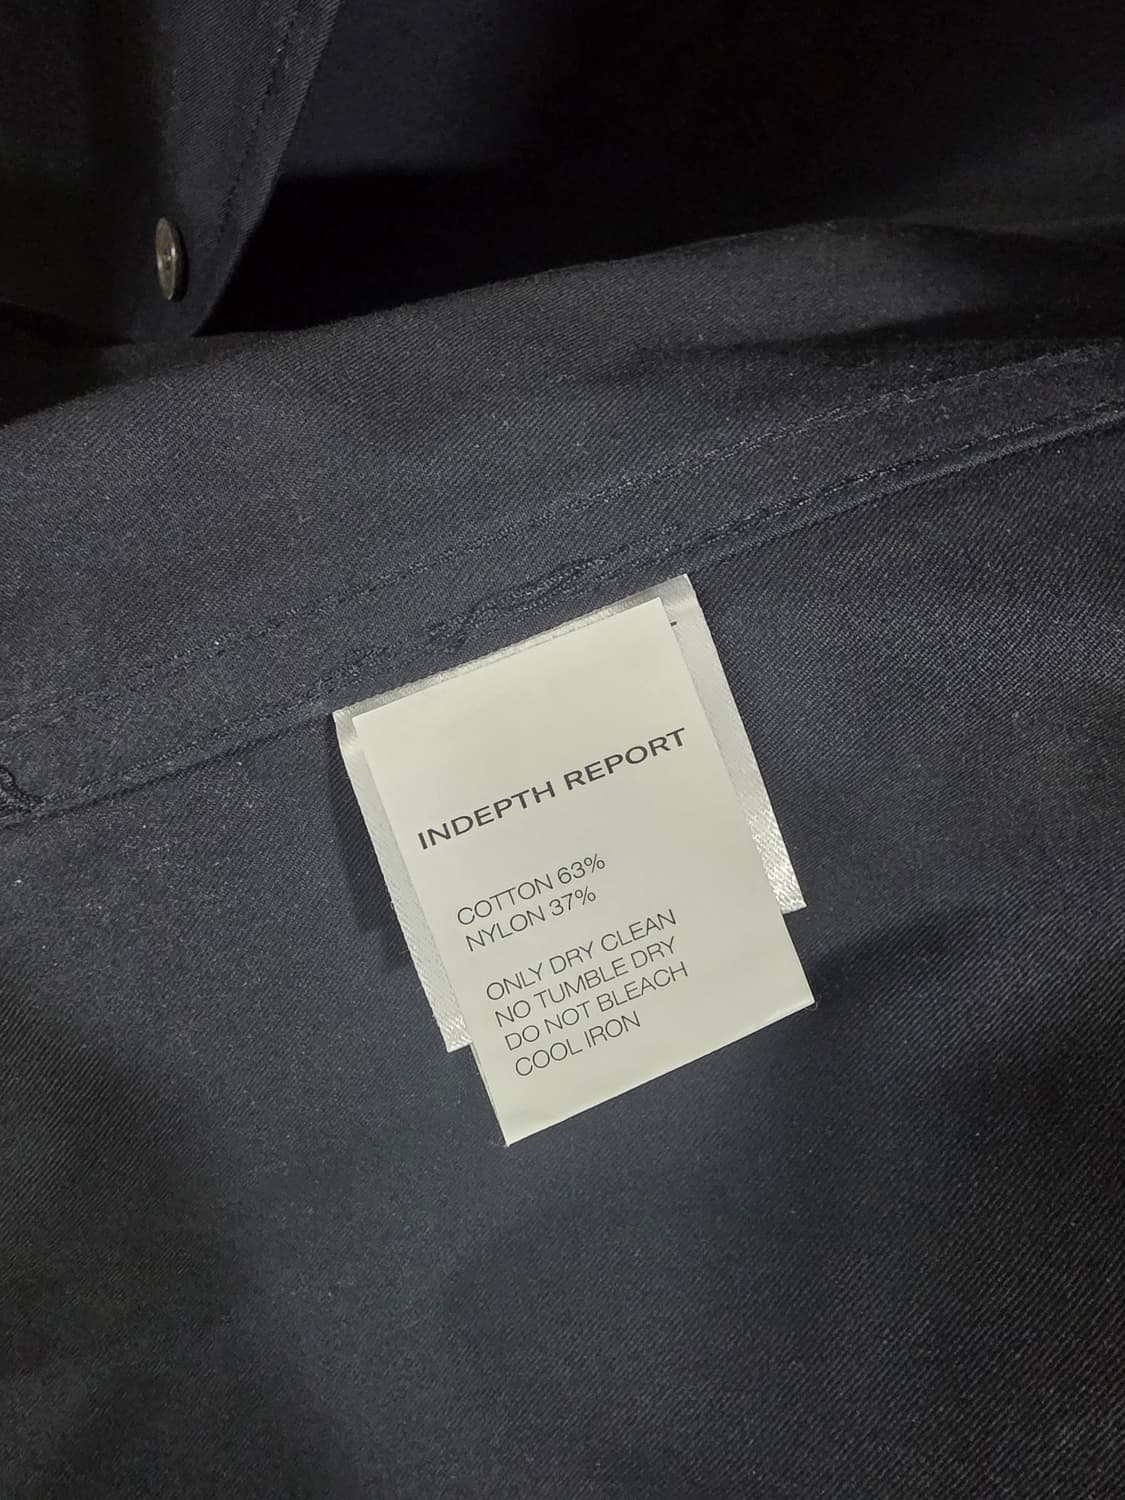 INDEPTH REPORT
COTTON 63%
NYLON 37%
ONLY DRY CLEAN
NO TUMBLE DRY
DO NOT BLEACH
COOL IRON